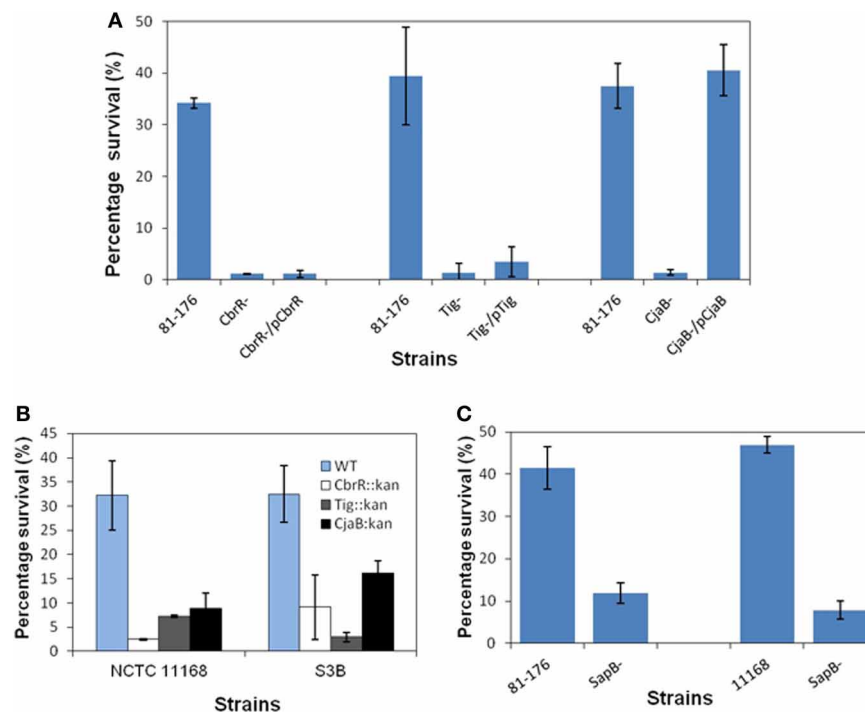 A
Percentage survival (%)
50
40
30
20
10
0
81-176
CbrR-
CbrR-/pCbrR
81-176
Tig-
Tig-/pTig
81-176
CjaB-
CjaB-/pCjaB
Strains
B
Percentage survival (%)
45
40
35
30
25
20
15
10
5
0
WT
CbrR::kan
Tig::kan
CjaB:kan
NCTC 11168
S3B
Strains
C
Percentage survival (%)
50
40
30
20
10
0
81-176
SapB-
11168
SapB-
Strains